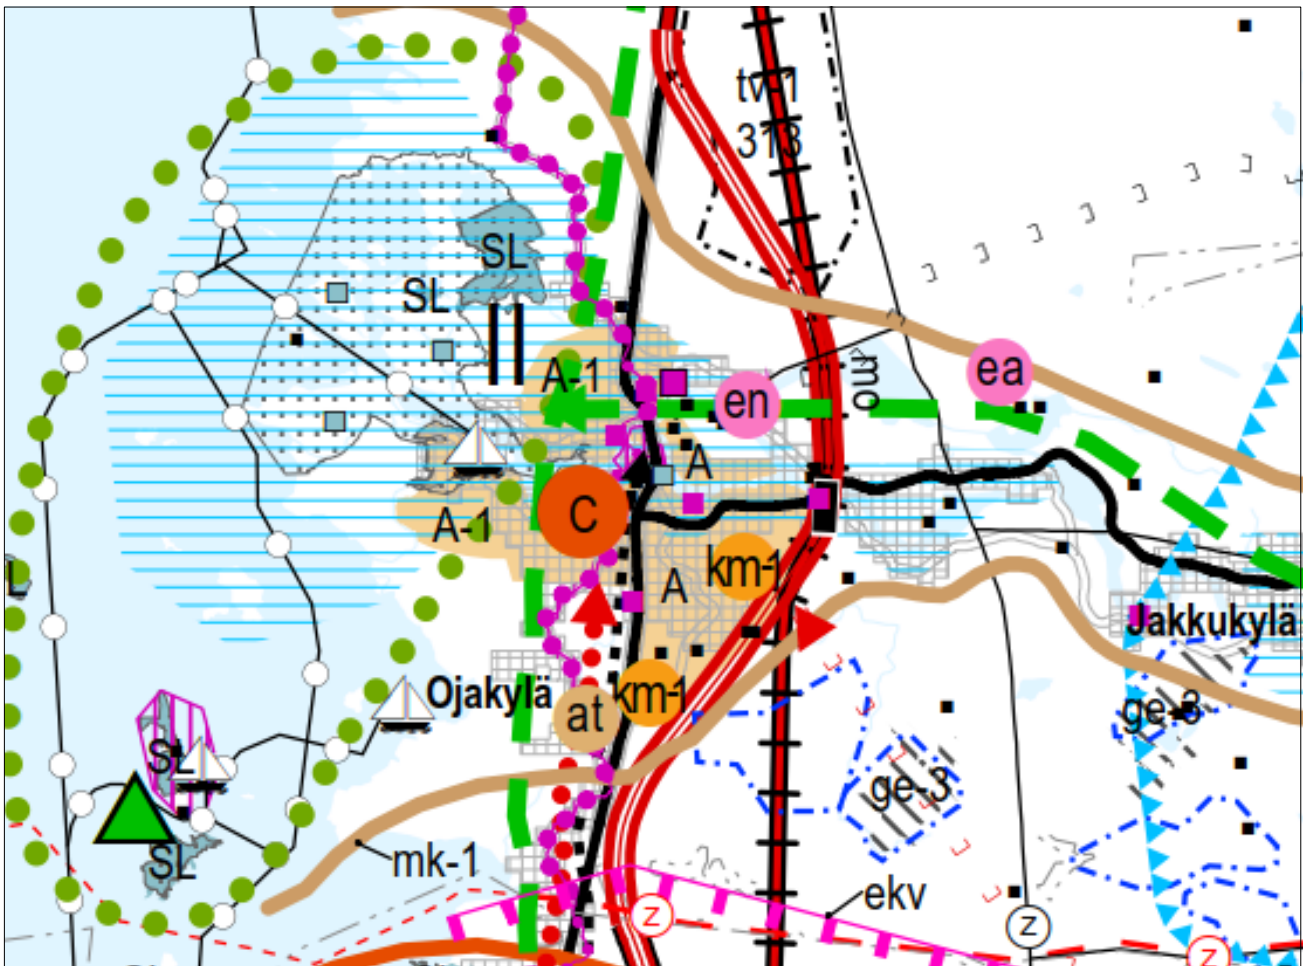 tv-1
313
SL
SL
A-1
mo
ea
en
A
C
A-1
km-1
A
Jakkukylä
Ojakylä
km-1
at
ge-3
SL
ge-3
mk-1
SL
ekv
z
z
z